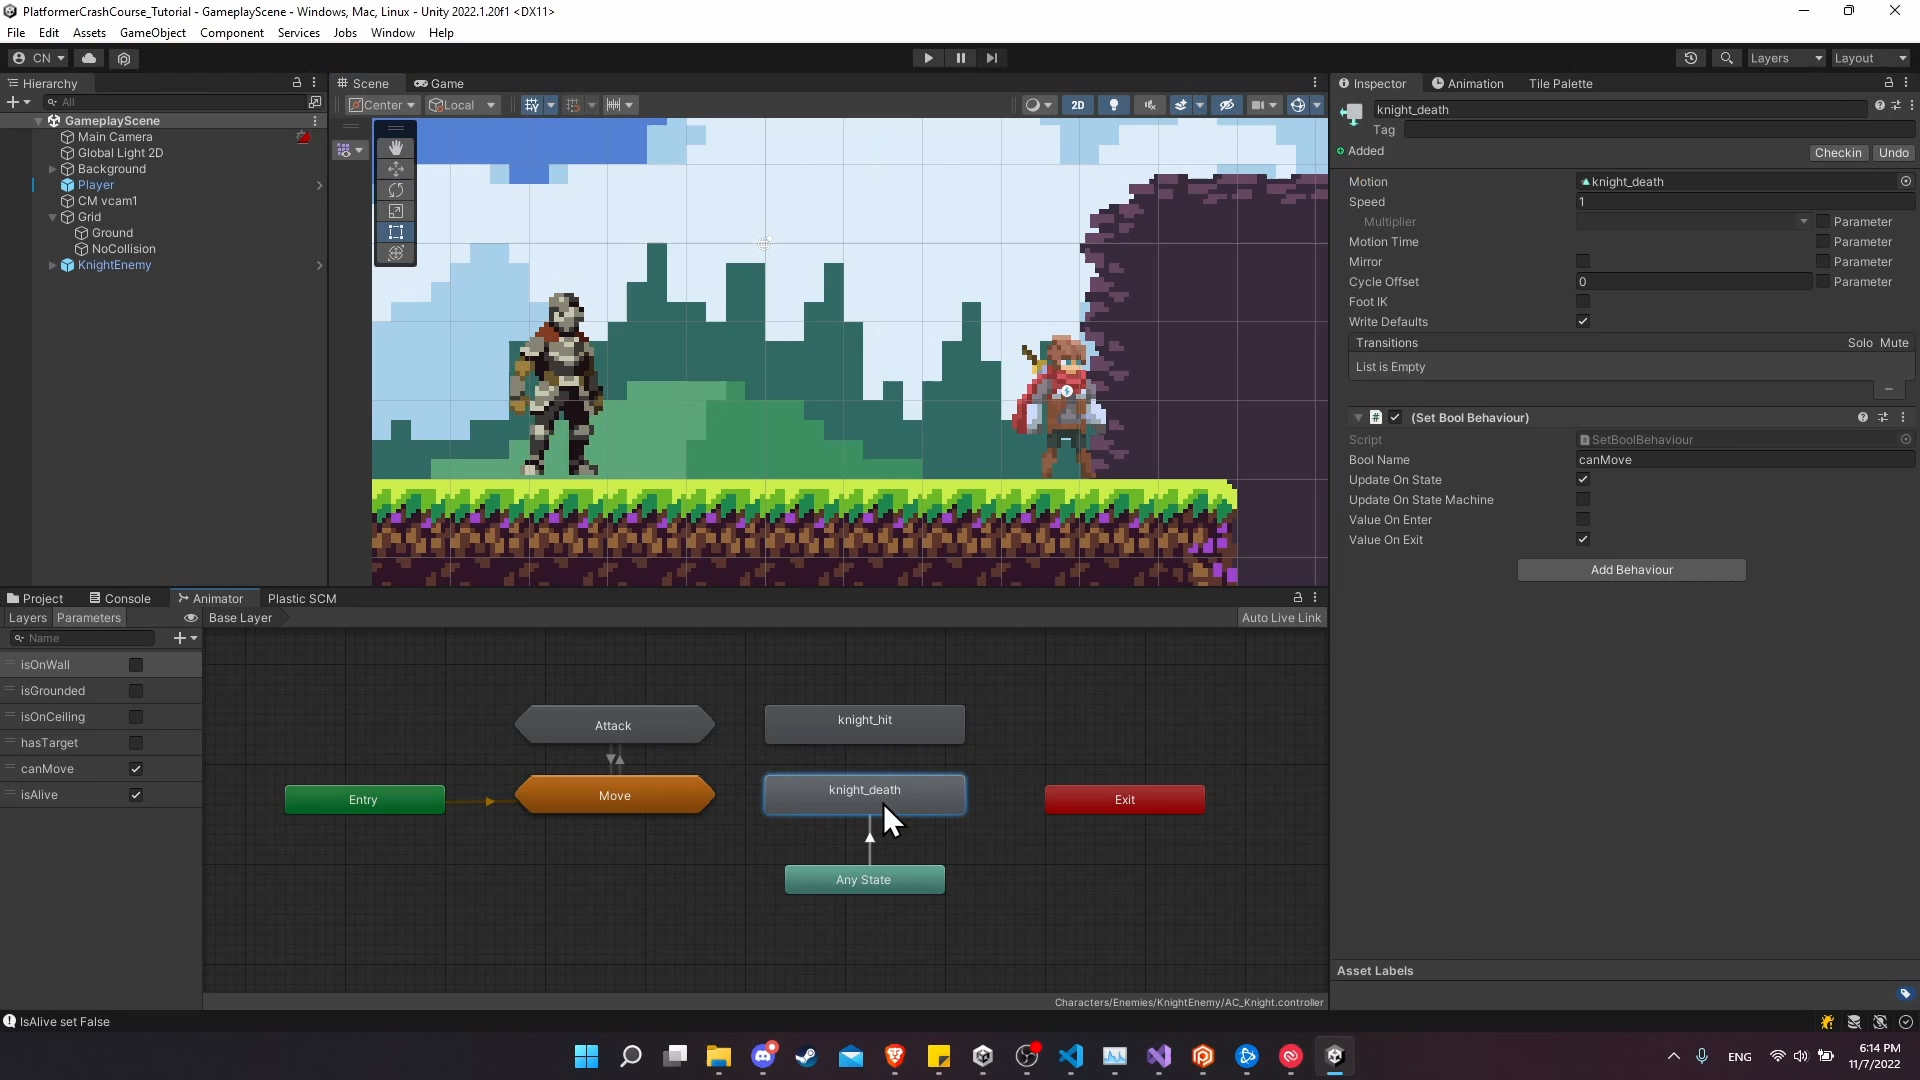 PlatformerCrashCourse_Tutorial - GameplayScene - Windows, Mac, Linux - Unity 2022.1.20f1 <DX11>
File Edit Assets GameObject Component Services Jobs Window Help
CN Layers Layout
Hierarchy
All
GameplayScene
Main Camera
Global Light 2D
Background
Player
CM vcam1
Grid
Ground
NoCollision
KnightEnemy
Scene Game
Center Local 2D
Inspector Animation Tile Palette
knight_death
Tag
Added
Checkin Undo
Motion knight_death
Speed 1
Multiplier Parameter
Motion Time Parameter
Mirror Parameter
Cycle Offset 0 Parameter
Foot IK
Write Defaults
Transitions Solo Mute
List is Empty
(Set Bool Behaviour)
Script SetBoolBehaviour
Bool Name canMove
Update On State
Update On State Machine
Value On Enter
Value On Exit
Add Behaviour
Asset Labels
Project Console Animator Plastic SCM
Layers Parameters Base Layer Auto Live Link
Name
isOnWall
isGrounded
isOnCeiling
hasTarget
canMove
isAlive
Attack
knight_hit
Entry
Move
knight_death
Exit
Any State
Characters/Enemies/KnightEnemy/AC_Knight.controller
IsAlive set False
ENG
6:14 PM
11/7/2022